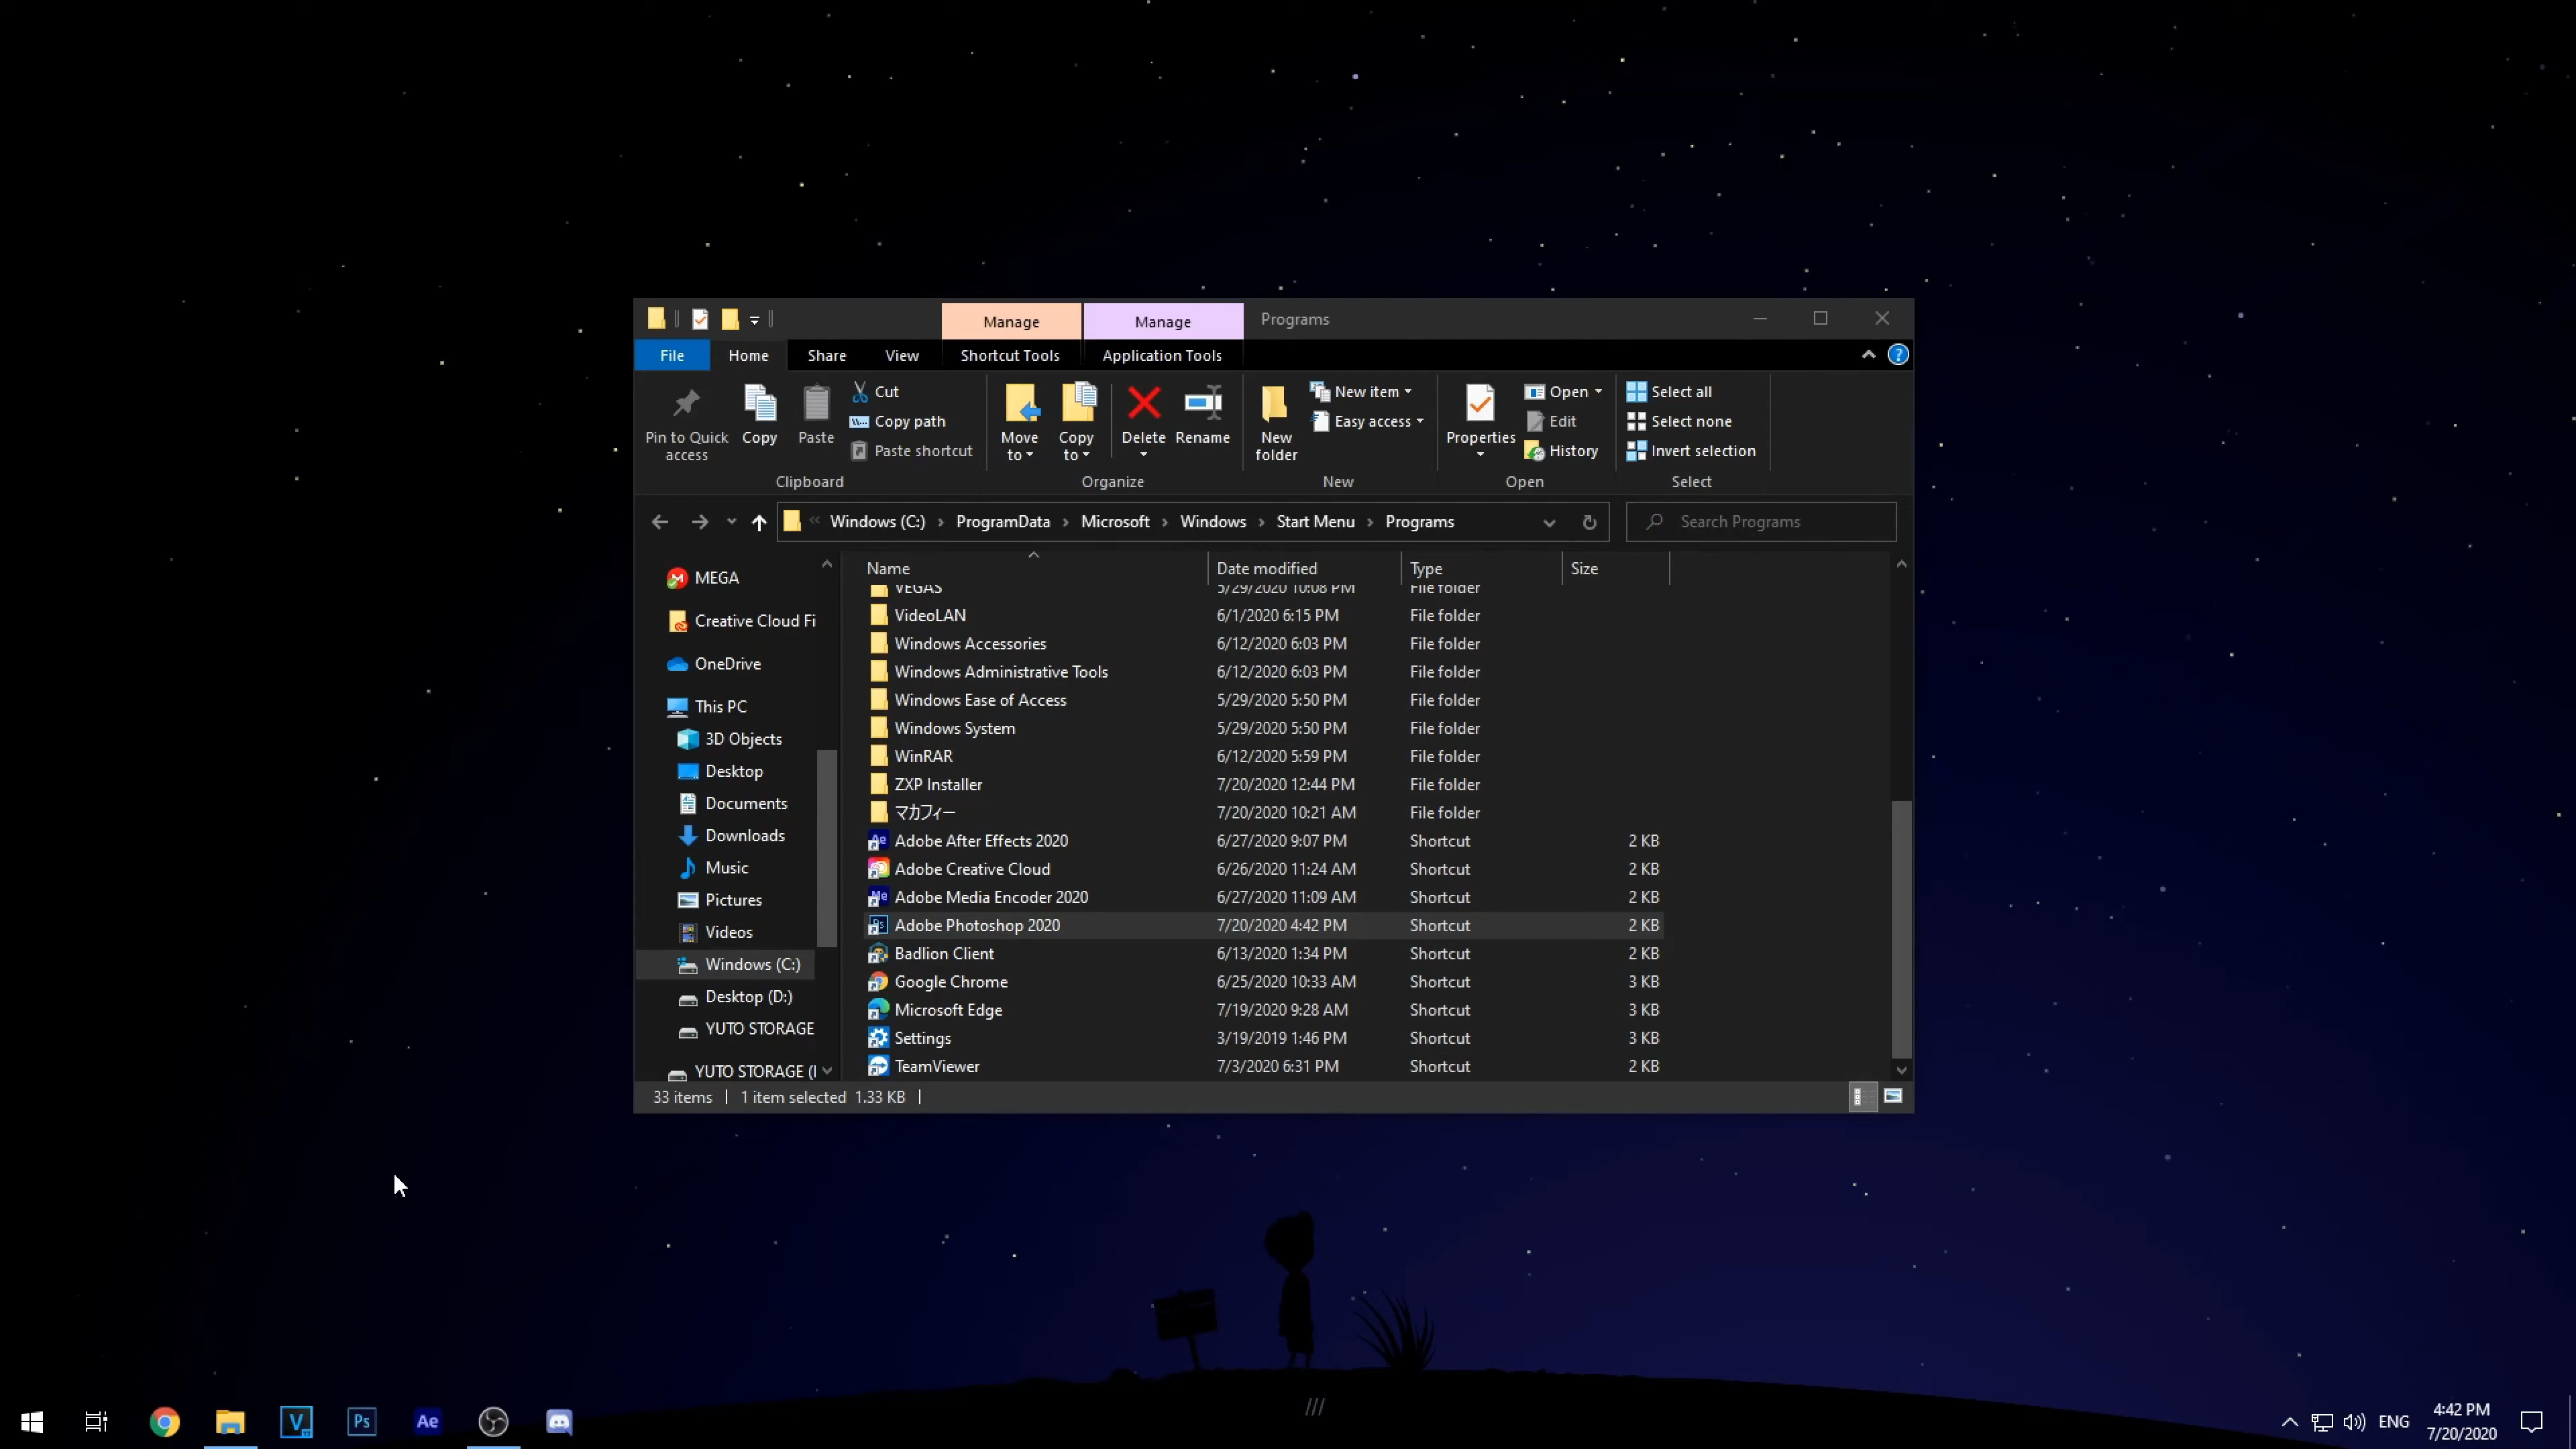 Manage Manage Programs
File Home Share View Shortcut Tools Application Tools
Pin to Quick access
Copy
Paste
Cut
Copy path
Paste shortcut
Clipboard
Move to
Copy to
Delete
Rename
Organize
New folder
New item
Easy access
New
Properties
Open
Edit
History
Open
Select all
Select none
Invert selection
Select
« Windows (C:) › ProgramData › Microsoft › Windows › Start Menu › Programs
Search Programs
MEGA
Creative Cloud Fi
OneDrive
This PC
3D Objects
Desktop
Documents
Downloads
Music
Pictures
Videos
Windows (C:)
Desktop (D:)
YUTO STORAGE
YUTO STORAGE (I
Name Date modified Type Size
VEGAS 5/29/2020 10:08 PM File folder
VideoLAN 6/1/2020 6:15 PM File folder
Windows Accessories 6/12/2020 6:03 PM File folder
Windows Administrative Tools 6/12/2020 6:03 PM File folder
Windows Ease of Access 5/29/2020 5:50 PM File folder
Windows System 5/29/2020 5:50 PM File folder
WinRAR 6/12/2020 5:59 PM File folder
ZXP Installer 7/20/2020 12:44 PM File folder
マカフィー 7/20/2020 10:21 AM File folder
Adobe After Effects 2020 6/27/2020 9:07 PM Shortcut 2 KB
Adobe Creative Cloud 6/26/2020 11:24 AM Shortcut 2 KB
Adobe Media Encoder 2020 6/27/2020 11:09 AM Shortcut 2 KB
Adobe Photoshop 2020 7/20/2020 4:42 PM Shortcut 2 KB
Badlion Client 6/13/2020 1:34 PM Shortcut 2 KB
Google Chrome 6/25/2020 10:33 AM Shortcut 3 KB
Microsoft Edge 7/19/2020 9:28 AM Shortcut 3 KB
Settings 3/19/2019 1:46 PM Shortcut 3 KB
TeamViewer 7/3/2020 6:31 PM Shortcut 2 KB
33 items 1 item selected 1.33 KB
///
V Ps Ae
ENG
4:42 PM
7/20/2020